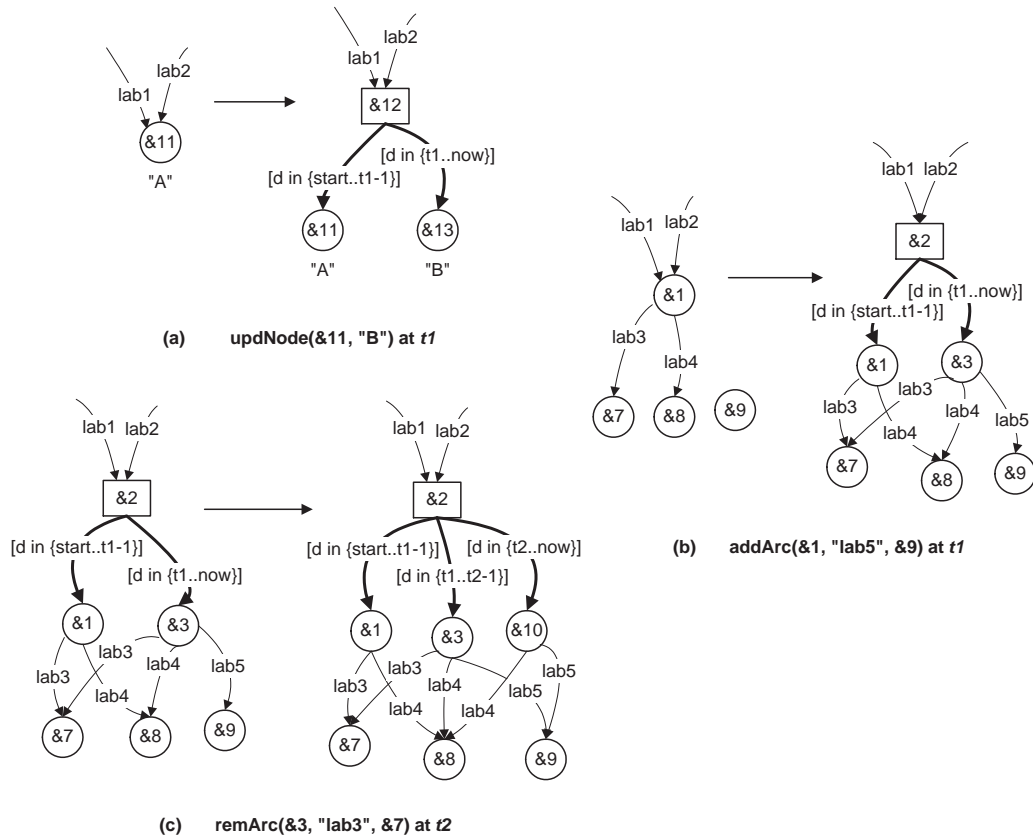 lab1
lab2
&11
"A"
lab1
lab2
&12
[d in {t1..now}]
[d in {start..t1-1}]
&11
&13
"A"
"B"
(a) updNode(&11, "B") at t1
lab1
lab2
&1
lab3
lab4
&7
&8
&9
lab1
lab2
&2
[d in {t1..now}]
[d in {start..t1-1}]
&1
&3
lab3
lab3
lab4
lab4
lab5
&7
&8
&9
(b) addArc(&1, "lab5", &9) at t1
lab1
lab2
&2
[d in {start..t1-1}]
[d in {t1..now}]
&1
&3
lab3
lab3
lab4
lab4
lab5
&7
&8
&9
lab1
lab2
&2
[d in {start..t1-1}]
[d in {t2..now}]
[d in {t1..t2-1}]
&1
&3
&10
lab3
lab3
lab4
lab4
lab4
lab5
lab5
&7
&8
&9
(c) remArc(&3, "lab3", &7) at t2